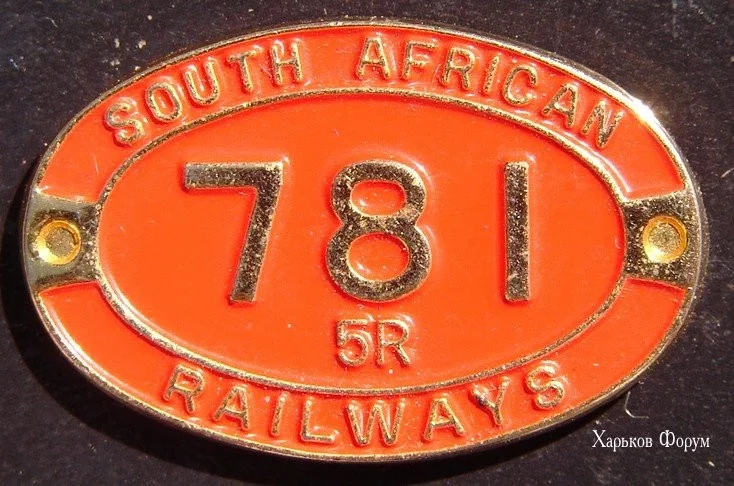 SOUTH AFRICAN
781
5R
RAILWAYS
Харьков Форум